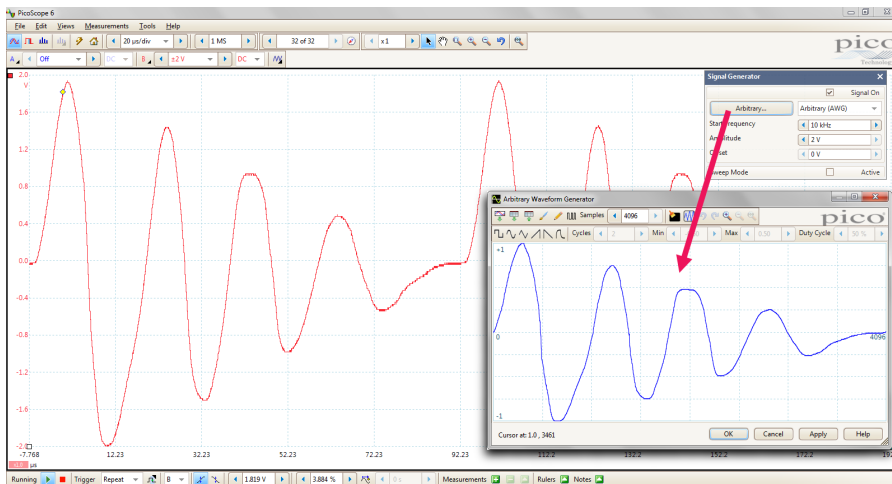 PicoScope 6
File Edit Views Measurements Tools Help
20 µs/div 1 MS 32 of 32 x1
pico
Technology
A Off DC B ±2 V DC
Signal Generator
Signal On
Arbitrary... Arbitrary (AWG)
Start Frequency 10 kHz
Amplitude 2 V
Offset 0 V
Sweep Mode Active
2.0
V
1.6
1.2
0.8
0.4
0.0
-0.4
-0.8
-1.2
-1.6
-2.0
-7.768 12.23 32.23 52.23 72.23 92.23 112.2 132.2 152.2 172.2 192
x1.0 µs
Arbitrary Waveform Generator
Samples 4096
pico
Cycles 2 Min Max 0.50 Duty Cycle 50 %
+1
0
4096
-1
Cursor at: 1.0 , 3461
OK Cancel Apply Help
Running Trigger Repeat B 1.819 V 3.884 % 0 s Measurements Rulers Notes